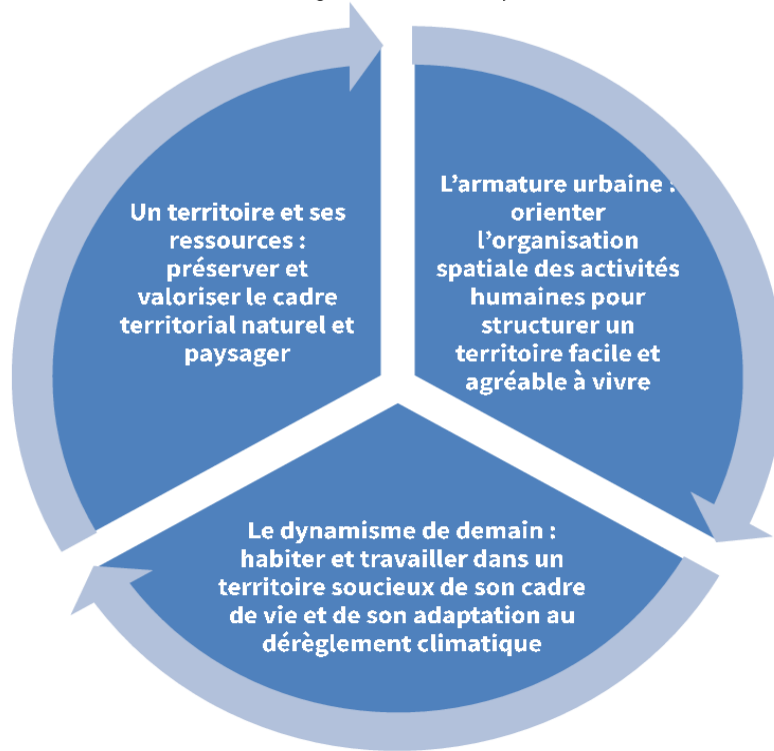 Un territoire et ses
ressources :
préserver et
valoriser le cadre
territorial naturel et
paysager
L'armature urbaine :
orienter
l'organisation
spatiale des activités
humaines pour
structurer un
territoire facile et
agréable à vivre
Le dynamisme de demain :
habiter et travailler dans un
territoire soucieux de son cadre
de vie et de son adaptation au
dérèglement climatique